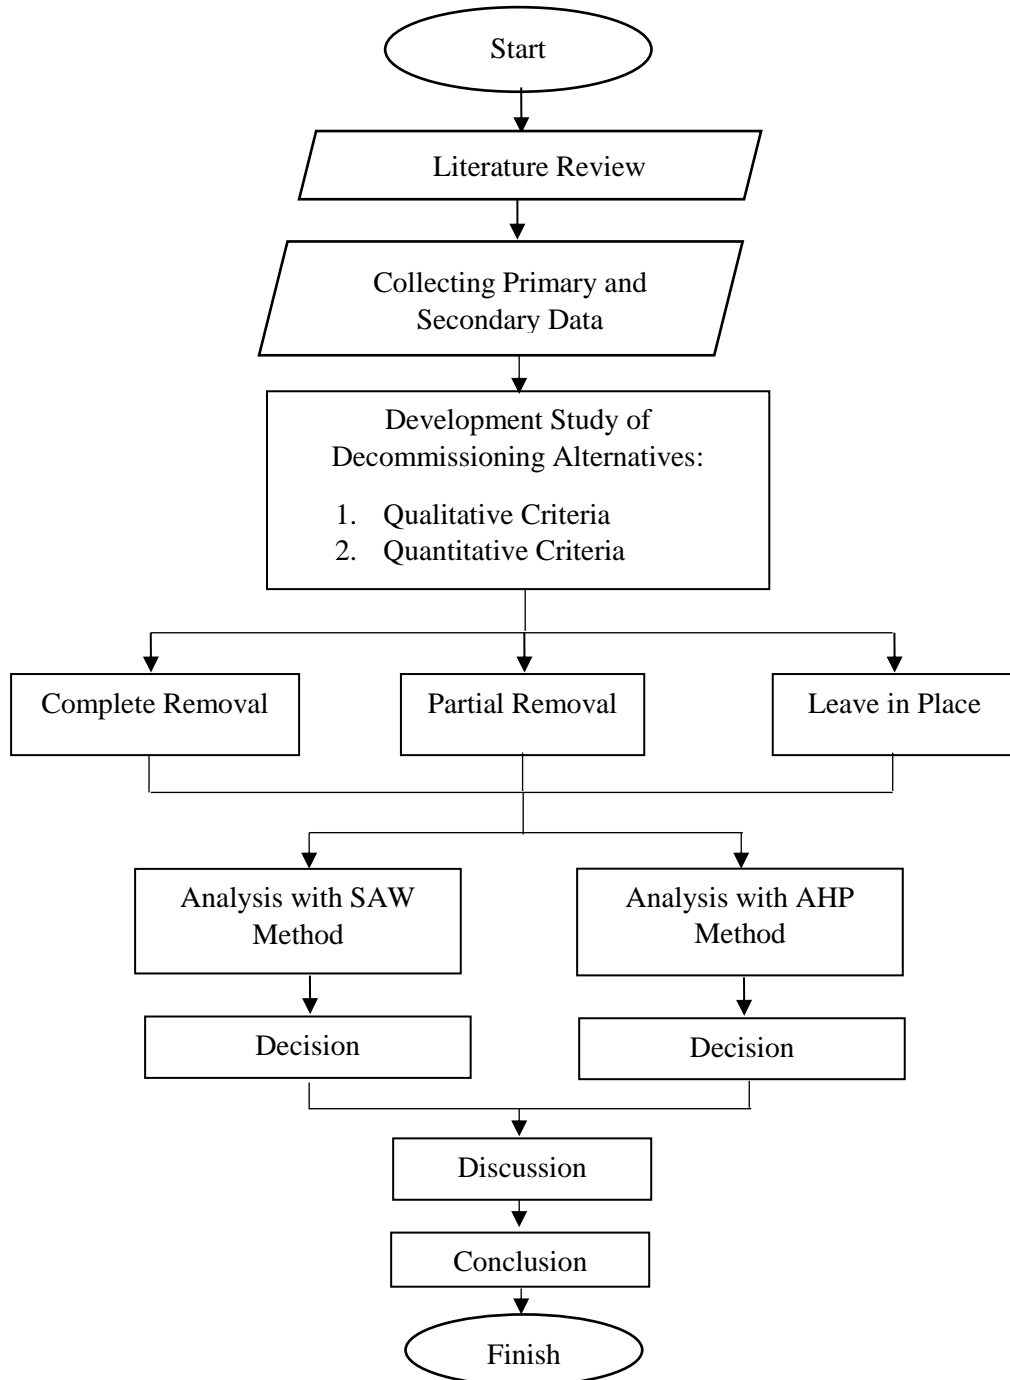 Start
Literature Review
Collecting Primary and
Secondary Data
Development Study of
Decommissioning Alternatives:
1. Qualitative Criteria
2. Quantitative Criteria
Complete Removal
Partial Removal
Leave in Place
Analysis with SAW
Method
Analysis with AHP
Method
Decision
Decision
Discussion
Conclusion
Finish